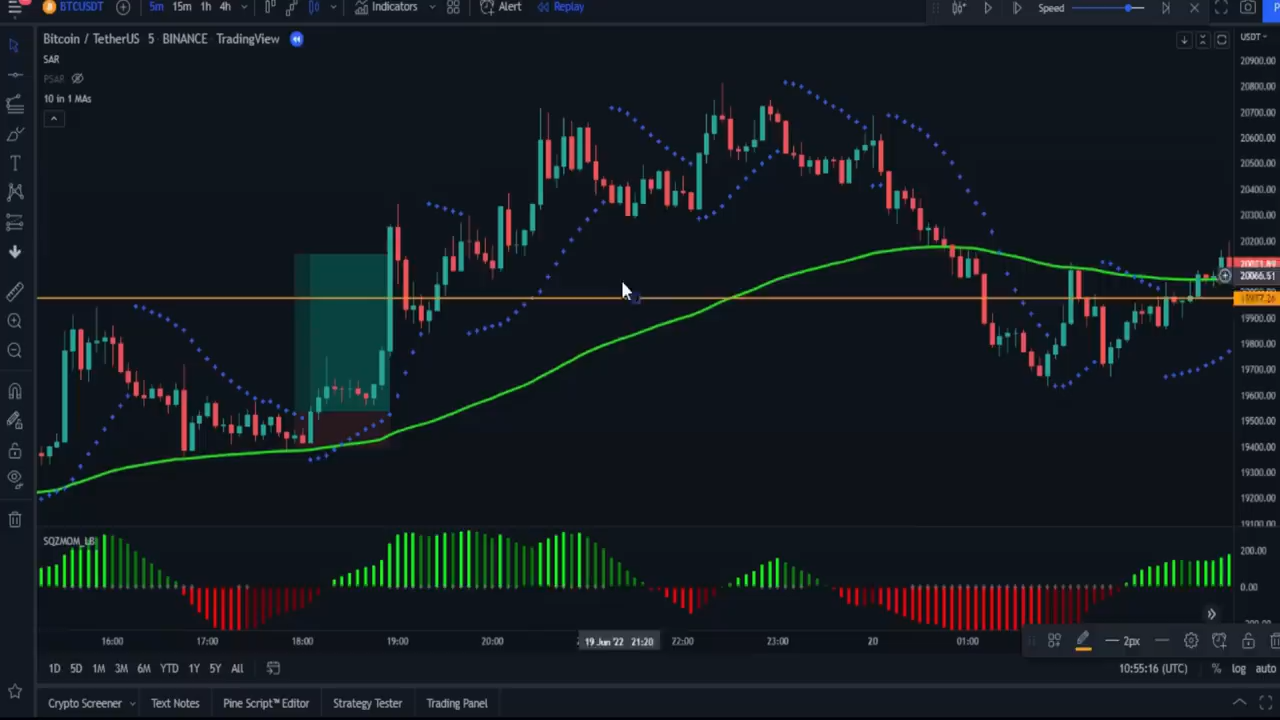 BTCUSDT 5m 15m 1h 4h Indicators Alert Replay Speed
Bitcoin / TetherUS 5 BINANCE TradingView
USDT
SAR
PSAR
10 in 1 MAs
20900.00
20800.00
20700.00
20600.00
20500.00
20400.00
20300.00
20200.00
20065.51
19900.00
19800.00
19700.00
19600.00
19500.00
19400.00
19300.00
19200.00
19100.00
SQZMOM_LB
200.00
0.00
16:00 17:00 18:00 19:00 20:00 19 Jun '22 21:20 22:00 23:00 20 01:00
2px
1D 5D 1M 3M 6M YTD 1Y 5Y All
10:55:16 (UTC) % log auto
Crypto Screener Text Notes Pine Script™ Editor Strategy Tester Trading Panel